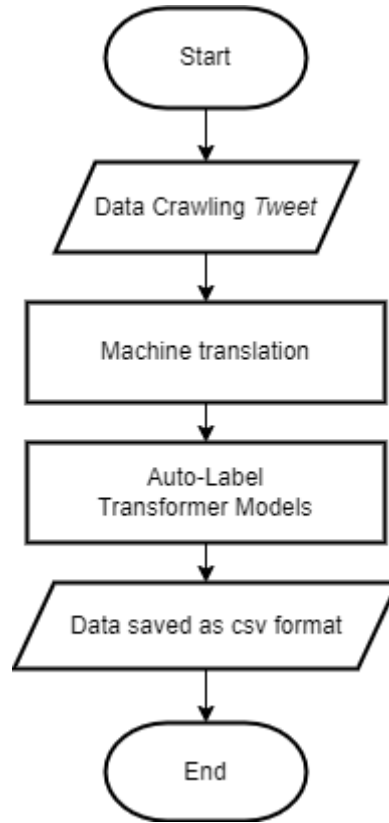 Start
Data Crawling Tweet
Machine translation
Auto-Label
Transformer Models
Data saved as csv format
End